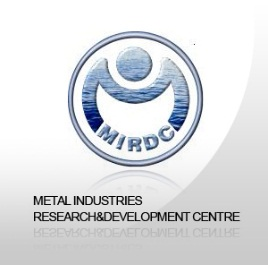 MIRDC
METAL INDUSTRIES
RESEARCH&DEVELOPMENT CENTRE